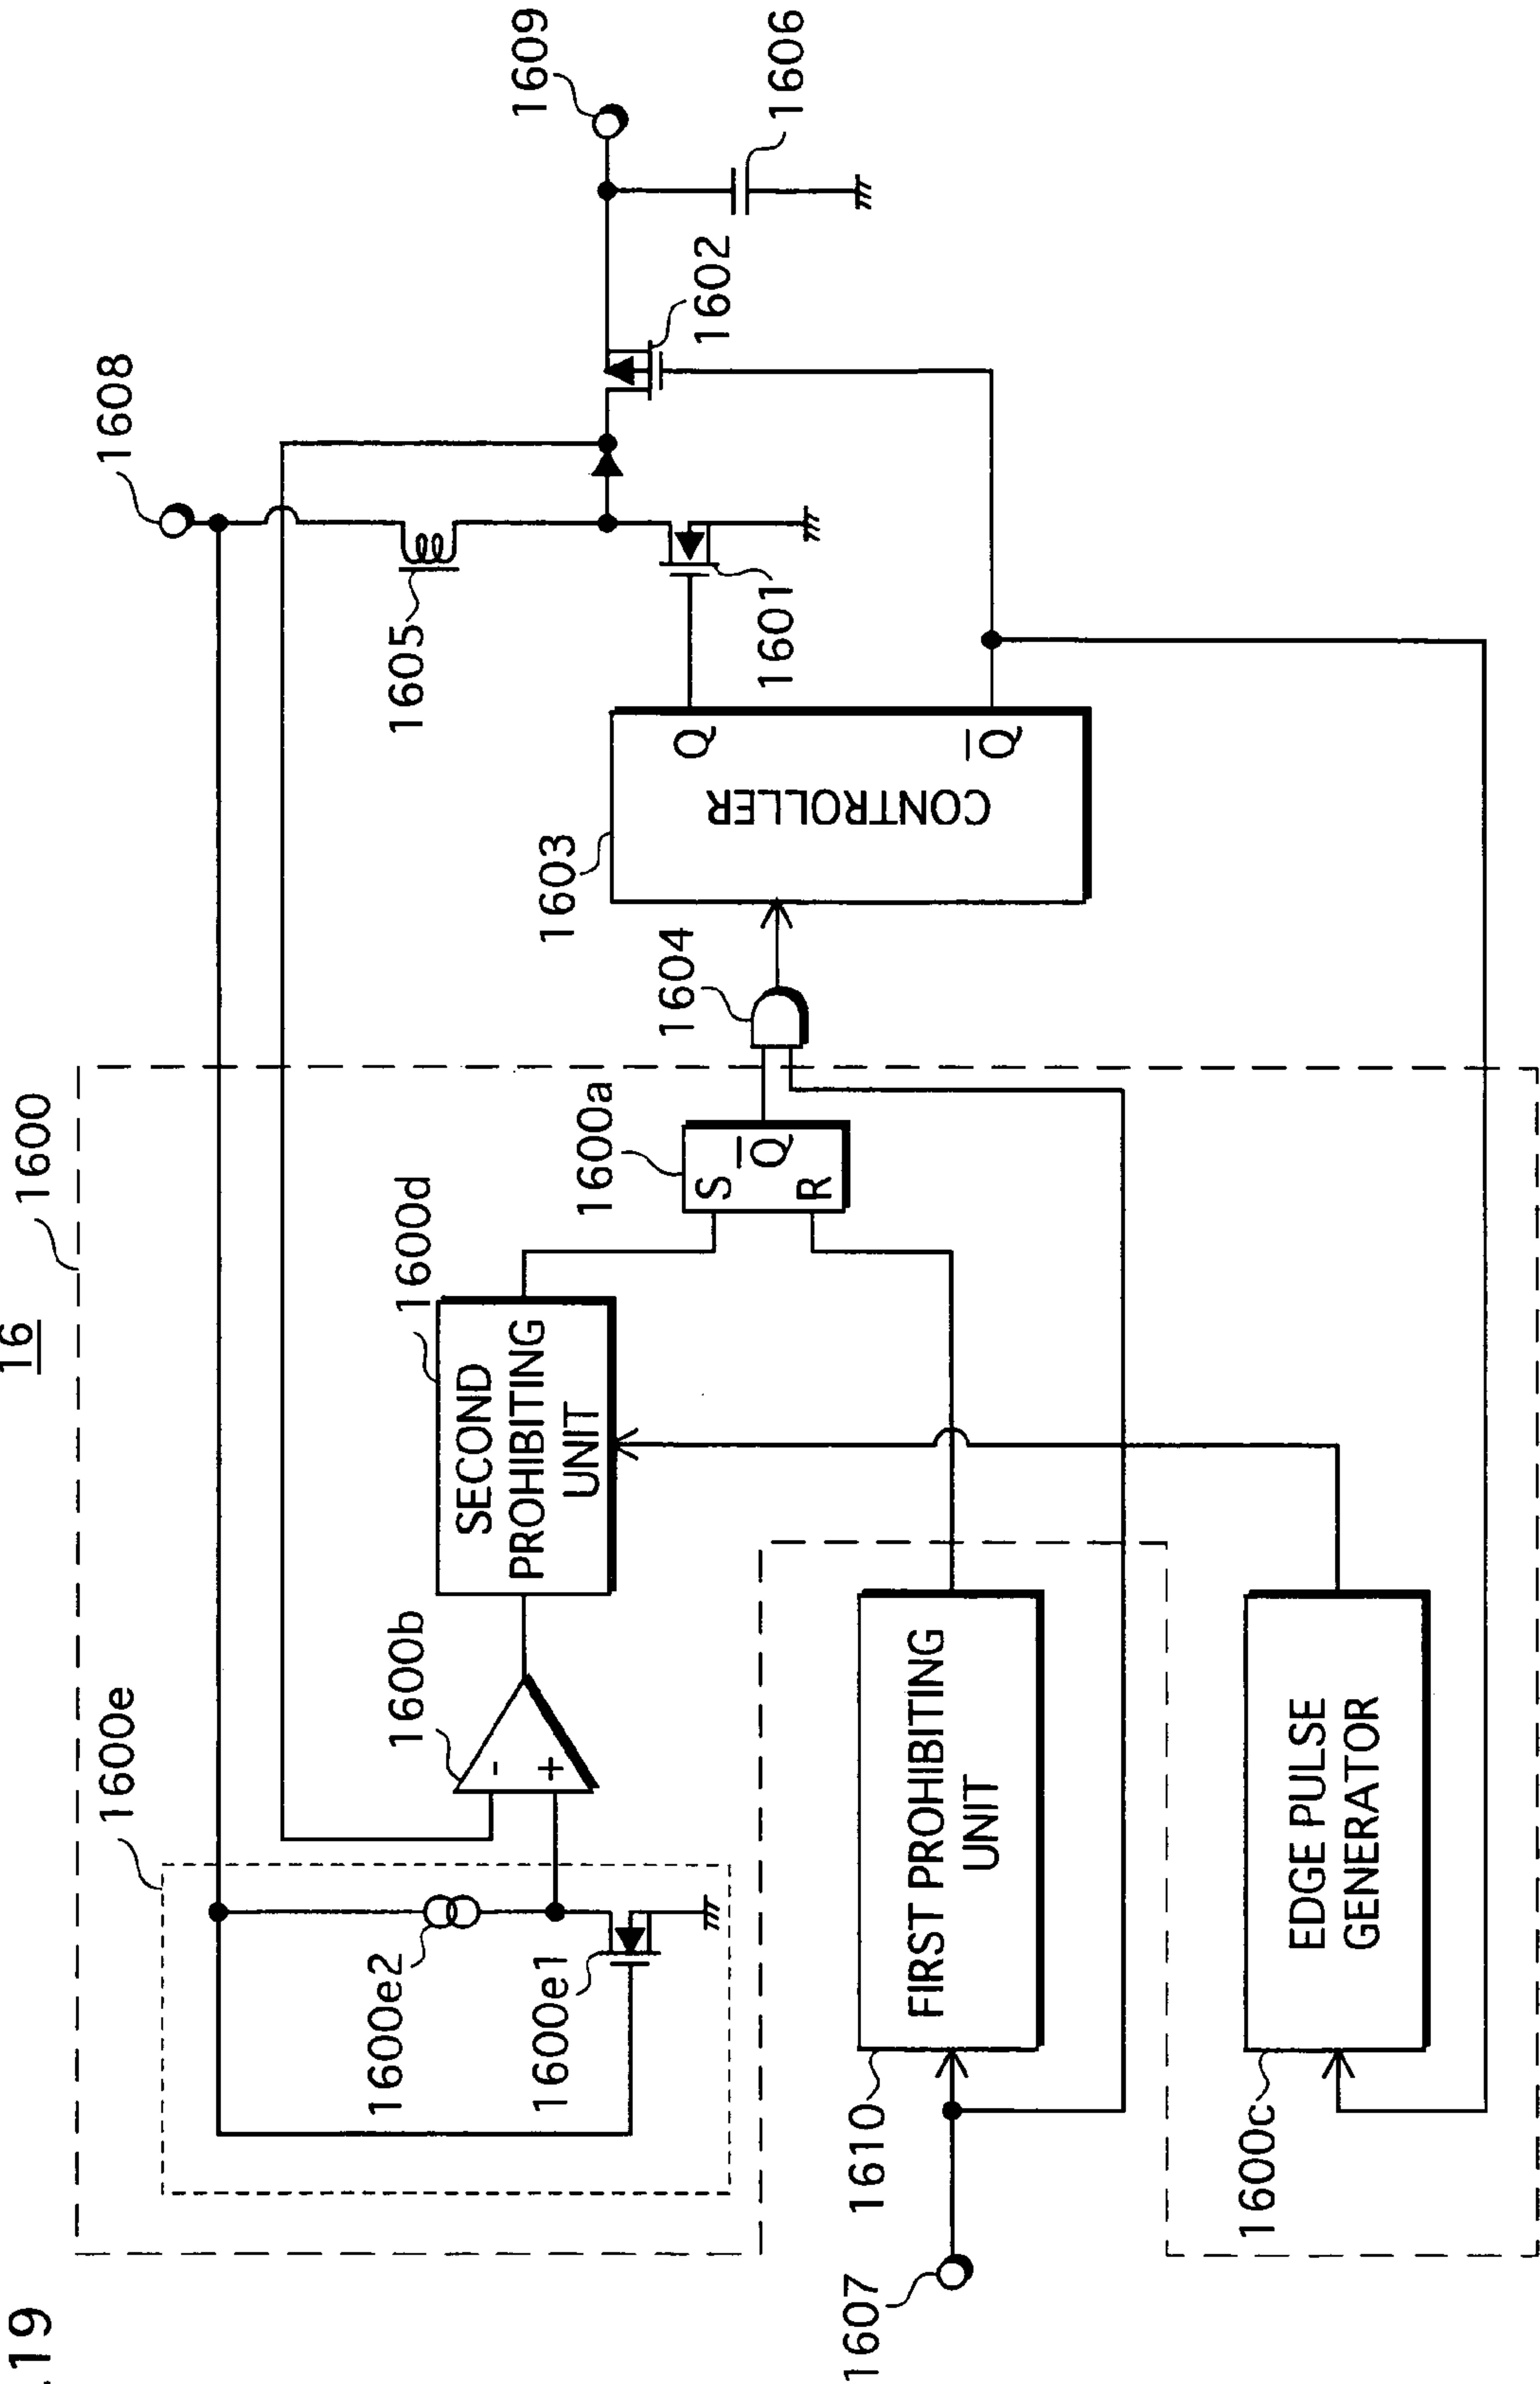 .19
16
1600
1600e
1600e2
1600e1
1600b
-
+
1600d
SECOND
PROHIBITING
UNIT
1600a
S
Q̅
R
1604
1603
CONTROLLER
Q
Q̅
1605
1608
1601
1602
1609
1606
1607
1610
FIRST PROHIBITING
UNIT
1600c
EDGE PULSE
GENERATOR